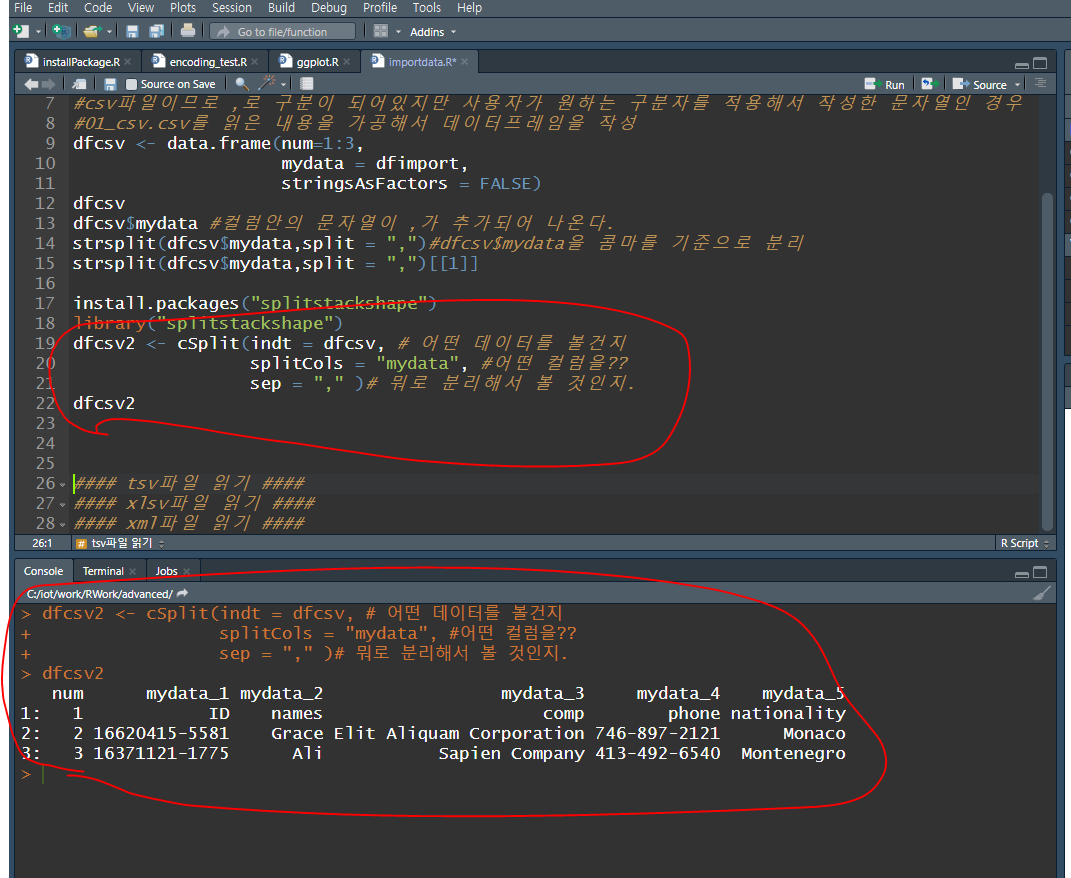 File Edit Code View Plots Session Build Debug Profile Tools Help
Go to file/function Addins
installPackage.R encoding_test.R ggplot.R importdata.R*
Source on Save Run Source
7 #csv파일이므로 ,로 구분이 되어있지만 사용자가 원하는 구분자를 적용해서 작성한 문자열인 경우
8 #01_csv.csv를 읽은 내용을 가공해서 데이터프레임을 작성
9 dfcsv <- data.frame(num=1:3,
10 mydata = dfimport,
11 stringsAsFactors = FALSE)
12 dfcsv
13 dfcsv$mydata #컬럼안의 문자열이 ,가 추가되어 나온다.
14 strsplit(dfcsv$mydata,split = ",")#dfcsv$mydata을 콤마를 기준으로 분리
15 strsplit(dfcsv$mydata,split = ",")[[1]]
16
17 install.packages("splitstackshape")
18 library("splitstackshape")
19 dfcsv2 <- cSplit(indt = dfcsv, # 어떤 데이터를 볼건지
20 splitCols = "mydata", #어떤 컬럼을??
21 sep = "," )# 뭐로 분리해서 볼 것인지.
22 dfcsv2
23
24
25
26 #### tsv파일 읽기 ####
27 #### xlsv파일 읽기 ####
28 #### xml파일 읽기 ####
26:1 # tsv파일 읽기 R Script
Console Terminal Jobs
C:/iot/work/RWork/advanced/
> dfcsv2 <- cSplit(indt = dfcsv, # 어떤 데이터를 볼건지
+ splitCols = "mydata", #어떤 컬럼을??
+ sep = "," )# 뭐로 분리해서 볼 것인지.
> dfcsv2
num mydata_1 mydata_2 mydata_3 mydata_4 mydata_5
1: 1 ID names comp phone nationality
2: 2 16620415-5581 Grace Elit Aliquam Corporation 746-897-2121 Monaco
3: 3 16371121-1775 Ali Sapien Company 413-492-6540 Montenegro
>